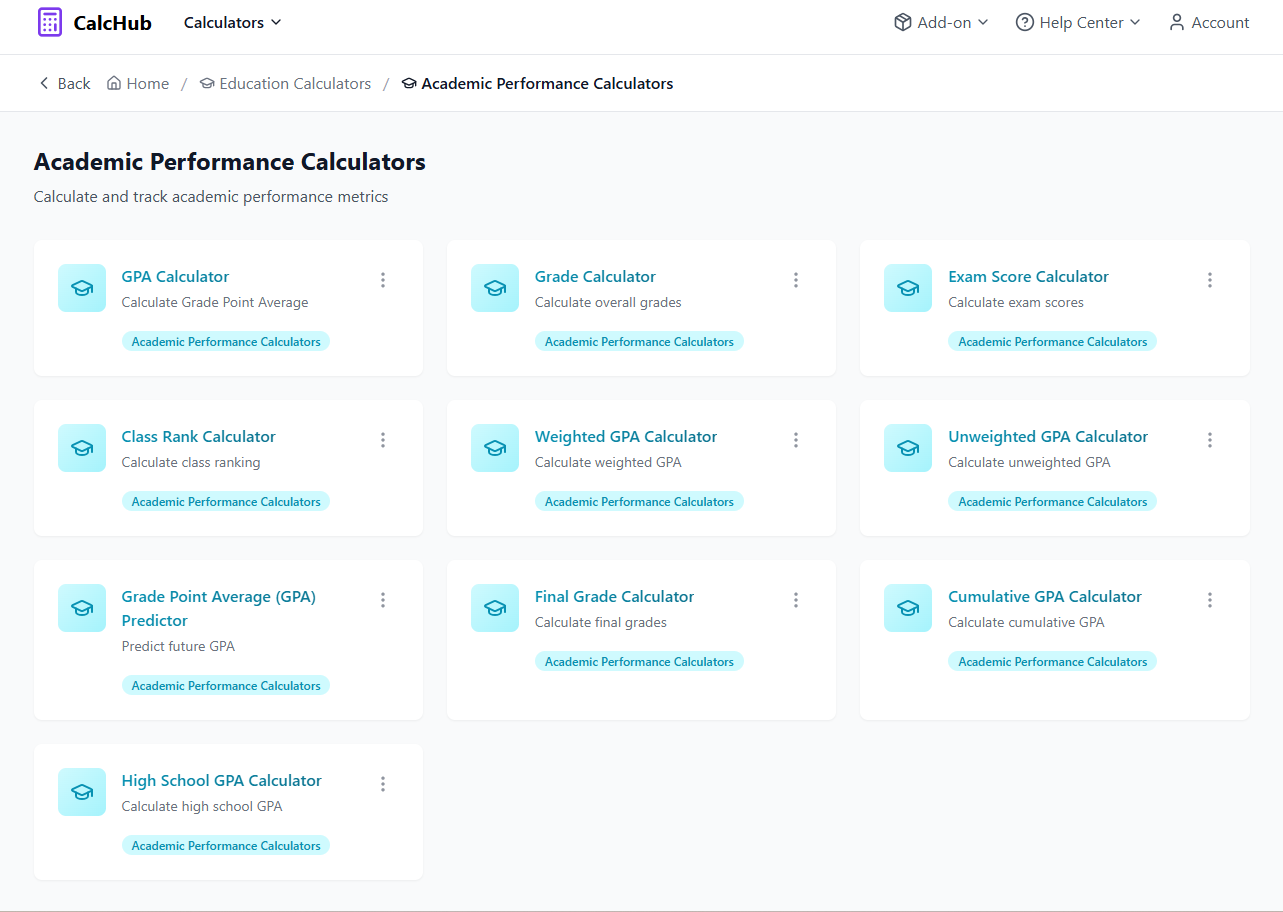 CalcHub
Calculators
Add-on
Help Center
Account
Back
Home / Education Calculators / Academic Performance Calculators
Academic Performance Calculators
Calculate and track academic performance metrics
GPA Calculator
Calculate Grade Point Average
Academic Performance Calculators
Grade Calculator
Calculate overall grades
Academic Performance Calculators
Exam Score Calculator
Calculate exam scores
Academic Performance Calculators
Class Rank Calculator
Calculate class ranking
Academic Performance Calculators
Weighted GPA Calculator
Calculate weighted GPA
Academic Performance Calculators
Unweighted GPA Calculator
Calculate unweighted GPA
Academic Performance Calculators
Grade Point Average (GPA)
Predictor
Predict future GPA
Academic Performance Calculators
Final Grade Calculator
Calculate final grades
Academic Performance Calculators
Cumulative GPA Calculator
Calculate cumulative GPA
Academic Performance Calculators
High School GPA Calculator
Calculate high school GPA
Academic Performance Calculators